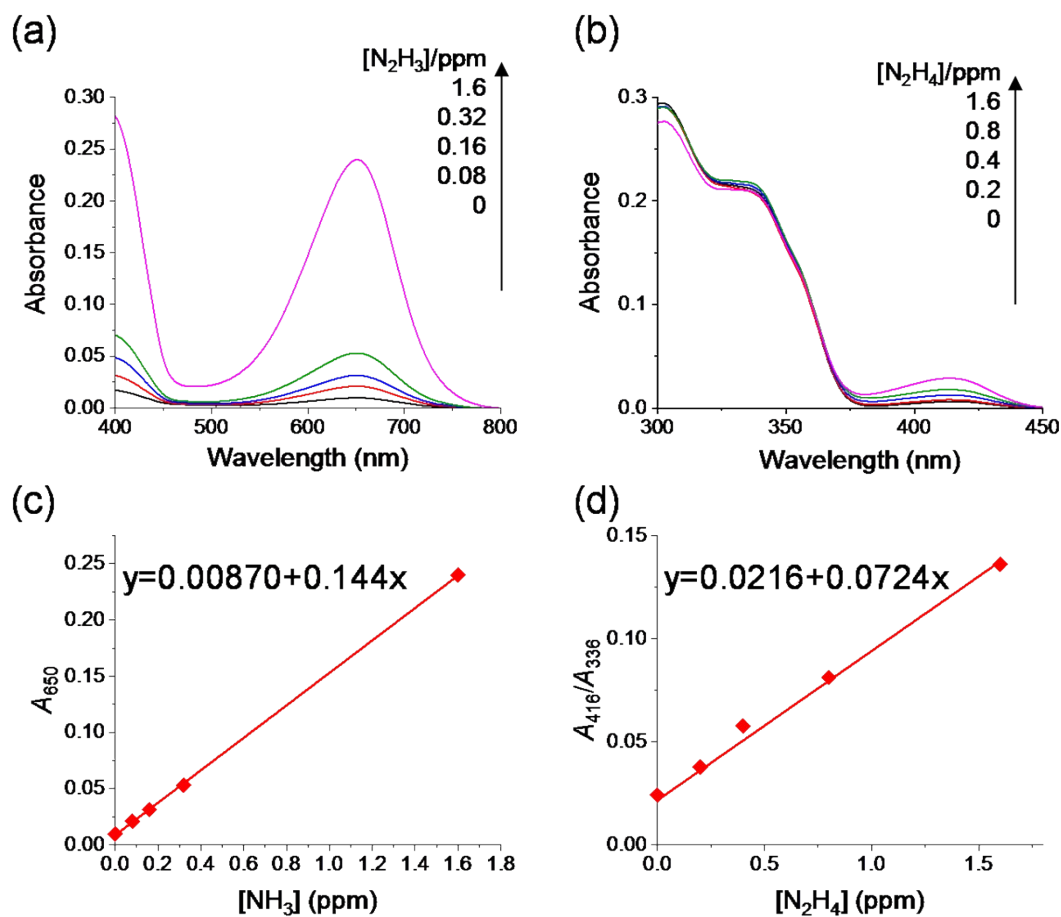 (a)
[N₂H₃]/ppm
1.6
0.32
0.16
0.08
0
0.30
0.25
0.20
0.15
0.10
0.05
0.00
Absorbance
400 500 600 700 800
Wavelength (nm)
(b)
[N₂H₄]/ppm
1.6
0.8
0.4
0.2
0
0.3
0.2
0.1
0.0
Absorbance
300 350 400 450
Wavelength (nm)
(c)
y=0.00870+0.144x
0.25
0.20
0.15
0.10
0.05
0.00
A₆₅₀
0.0 0.2 0.4 0.6 0.8 1.0 1.2 1.4 1.6 1.8
[NH₃] (ppm)
(d)
y=0.0216+0.0724x
0.15
0.10
0.05
0.00
A₄₁₆/A₃₃₆
0.0 0.5 1.0 1.5
[N₂H₄] (ppm)